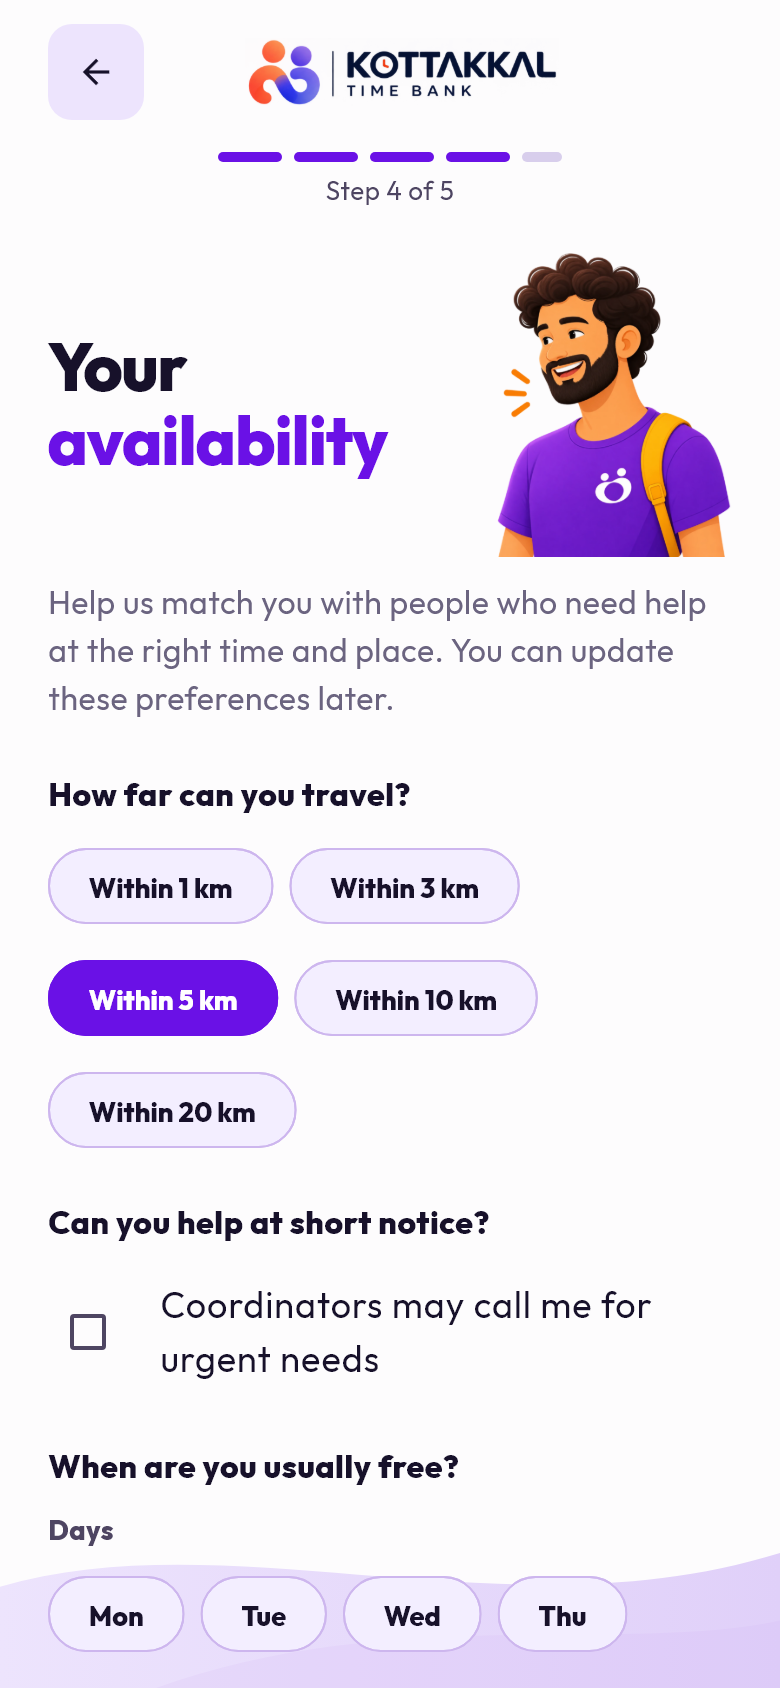 KOTTAKKAL
TIME BANK
Step 4 of 5
Your
availability
Help us match you with people who need help
at the right time and place. You can update
these preferences later.
How far can you travel?
Within 1 km
Within 3 km
Within 5 km
Within 10 km
Within 20 km
Can you help at short notice?
Coordinators may call me for
urgent needs
When are you usually free?
Days
Mon
Tue
Wed
Thu